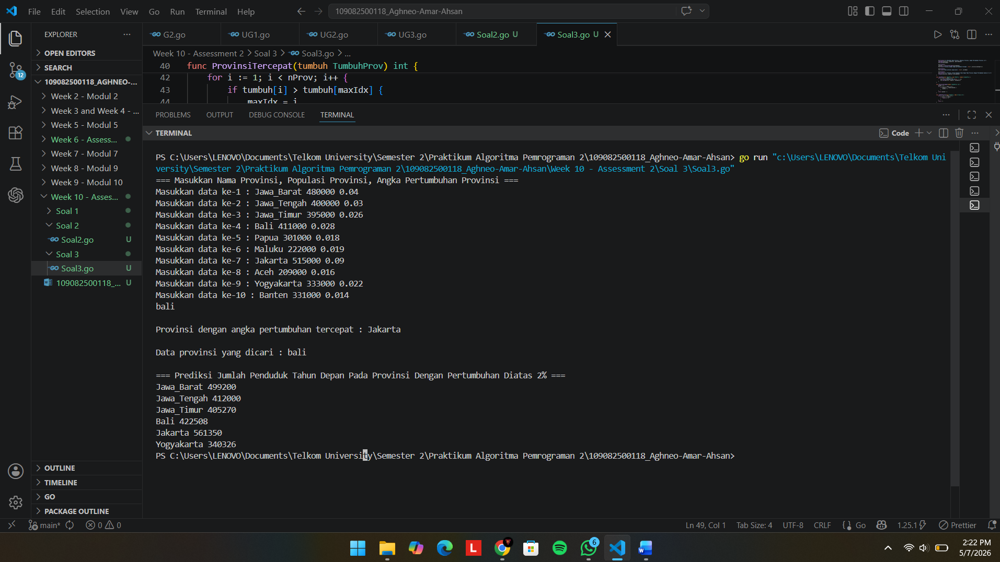 File Edit Selection View Go Run Terminal Help
109082500118_Aghneo-Amar-Ahsan
EXPLORER
OPEN EDITORS
SEARCH
109082500118_AGHNEO-...
Week 2 - Modul 2
Week 3 and Week 4 - ...
Week 5 - Modul 5
Week 6 - Assess...
Week 7 - Modul 7
Week 8 - Modul 9
Week 9 - Modul 10
Week 10 - Asses...
Soal 1
Soal 2
Soal2.go U
Soal 3
Soal3.go U
109082500118_... U
OUTLINE
TIMELINE
GO
PACKAGE OUTLINE
12
G2.go UG1.go UG2.go UG3.go Soal2.go U Soal3.go U
Week 10 - Assessment 2 > Soal 3 > Soal3.go > ...
40 func ProvinsiTercepat(tumbuh TumbuhProv) int {
42 for i := 1; i < nProv; i++ {
43 if tumbuh[i] > tumbuh[maxIdx] {
44 maxIdx = i
PROBLEMS OUTPUT DEBUG CONSOLE TERMINAL
TERMINAL
Code
PS C:\Users\LENOVO\Documents\Telkom University\Semester 2\Praktikum Algoritma Pemrograman 2\109082500118_Aghneo-Amar-Ahsan> go run "c:\Users\LENOVO\Documents\Telkom Uni
versity\Semester 2\Praktikum Algoritma Pemrograman 2\109082500118_Aghneo-Amar-Ahsan\Week 10 - Assessment 2\Soal 3\Soal3.go"
=== Masukkan Nama Provinsi, Populasi Provinsi, Angka Pertumbuhan Provinsi ===
Masukkan data ke-1 : Jawa_Barat 480000 0.04
Masukkan data ke-2 : Jawa_Tengah 400000 0.03
Masukkan data ke-3 : Jawa_Timur 395000 0.026
Masukkan data ke-4 : Bali 411000 0.028
Masukkan data ke-5 : Papua 301000 0.018
Masukkan data ke-6 : Maluku 222000 0.019
Masukkan data ke-7 : Jakarta 515000 0.09
Masukkan data ke-8 : Aceh 209000 0.016
Masukkan data ke-9 : Yogyakarta 333000 0.022
Masukkan data ke-10 : Banten 331000 0.014
bali
Provinsi dengan angka pertumbuhan tercepat : Jakarta
Data provinsi yang dicari : bali
=== Prediksi Jumlah Penduduk Tahun Depan Pada Provinsi Dengan Pertumbuhan Diatas 2% ===
Jawa_Barat 499200
Jawa_Tengah 412000
Jawa_Timur 405270
Bali 422508
Jakarta 561350
Yogyakarta 340326
PS C:\Users\LENOVO\Documents\Telkom University\Semester 2\Praktikum Algoritma Pemrograman 2\109082500118_Aghneo-Amar-Ahsan>
main* 0 0
Ln 49, Col 1 Tab Size: 4 UTF-8 CRLF {} Go 1.25.1 Prettier
L
6
W
2:22 PM
5/7/2026